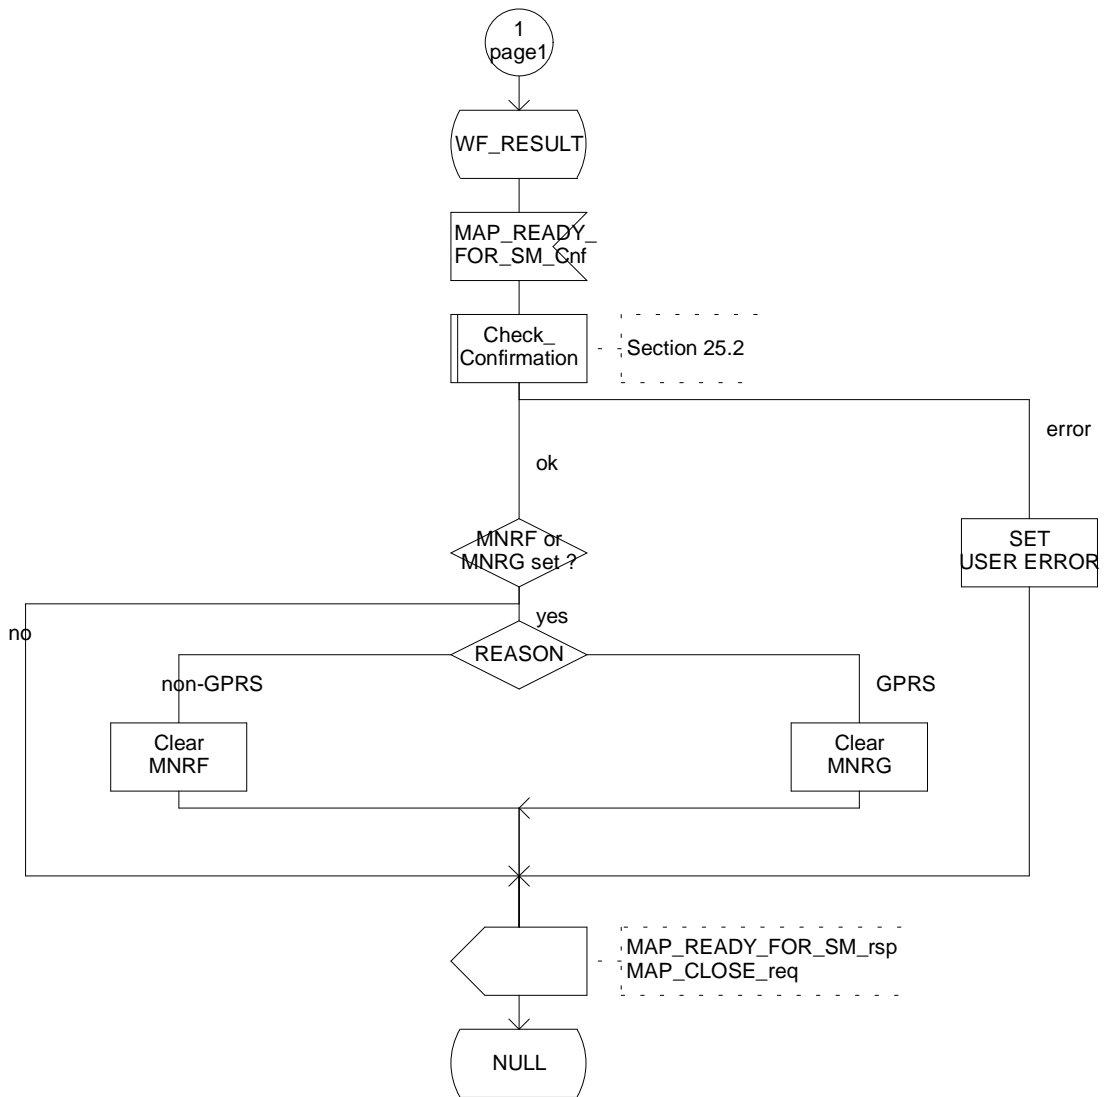 1
page1
WF_RESULT
MAP_READY_
FOR_SM_Cnf
Check_
Confirmation
Section 25.2
error
ok
MNRF or
MNRG set ?
SET
USER ERROR
no
yes
REASON
non-GPRS
GPRS
Clear
MNRF
Clear
MNRG
MAP_READY_FOR_SM_rsp
MAP_CLOSE_req
NULL